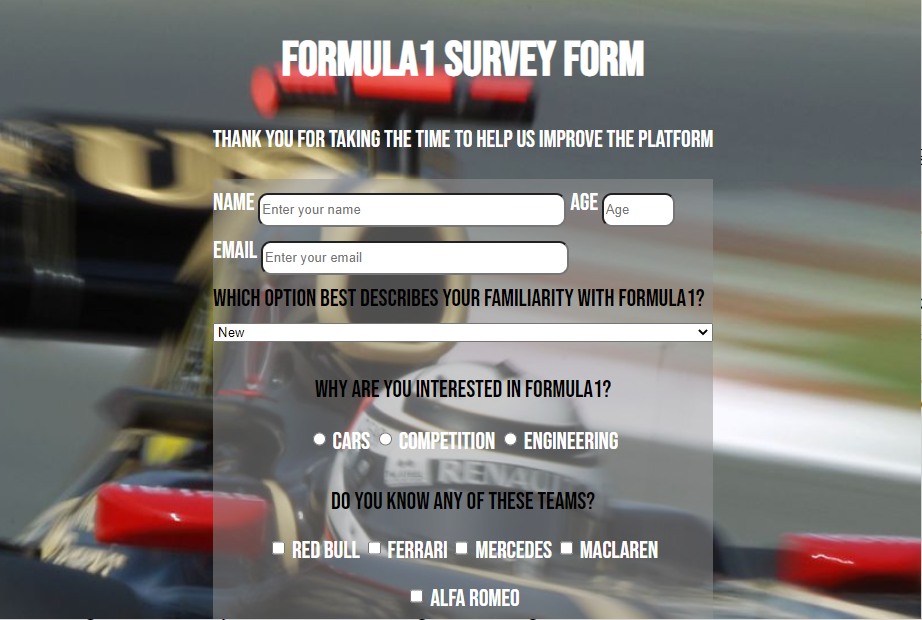 FORMULA1 SURVEY FORM
THANK YOU FOR TAKING THE TIME TO HELP US IMPROVE THE PLATFORM
NAME Enter your name AGE Age
EMAIL Enter your email
WHICH OPTION BEST DESCRIBES YOUR FAMILIARITY WITH FORMULA1?
New
WHY ARE YOU INTERESTED IN FORMULA1?
CARS COMPETITION ENGINEERING
RENAULT
DO YOU KNOW ANY OF THESE TEAMS?
RED BULL FERRARI MERCEDES MACLAREN
ALFA ROMEO